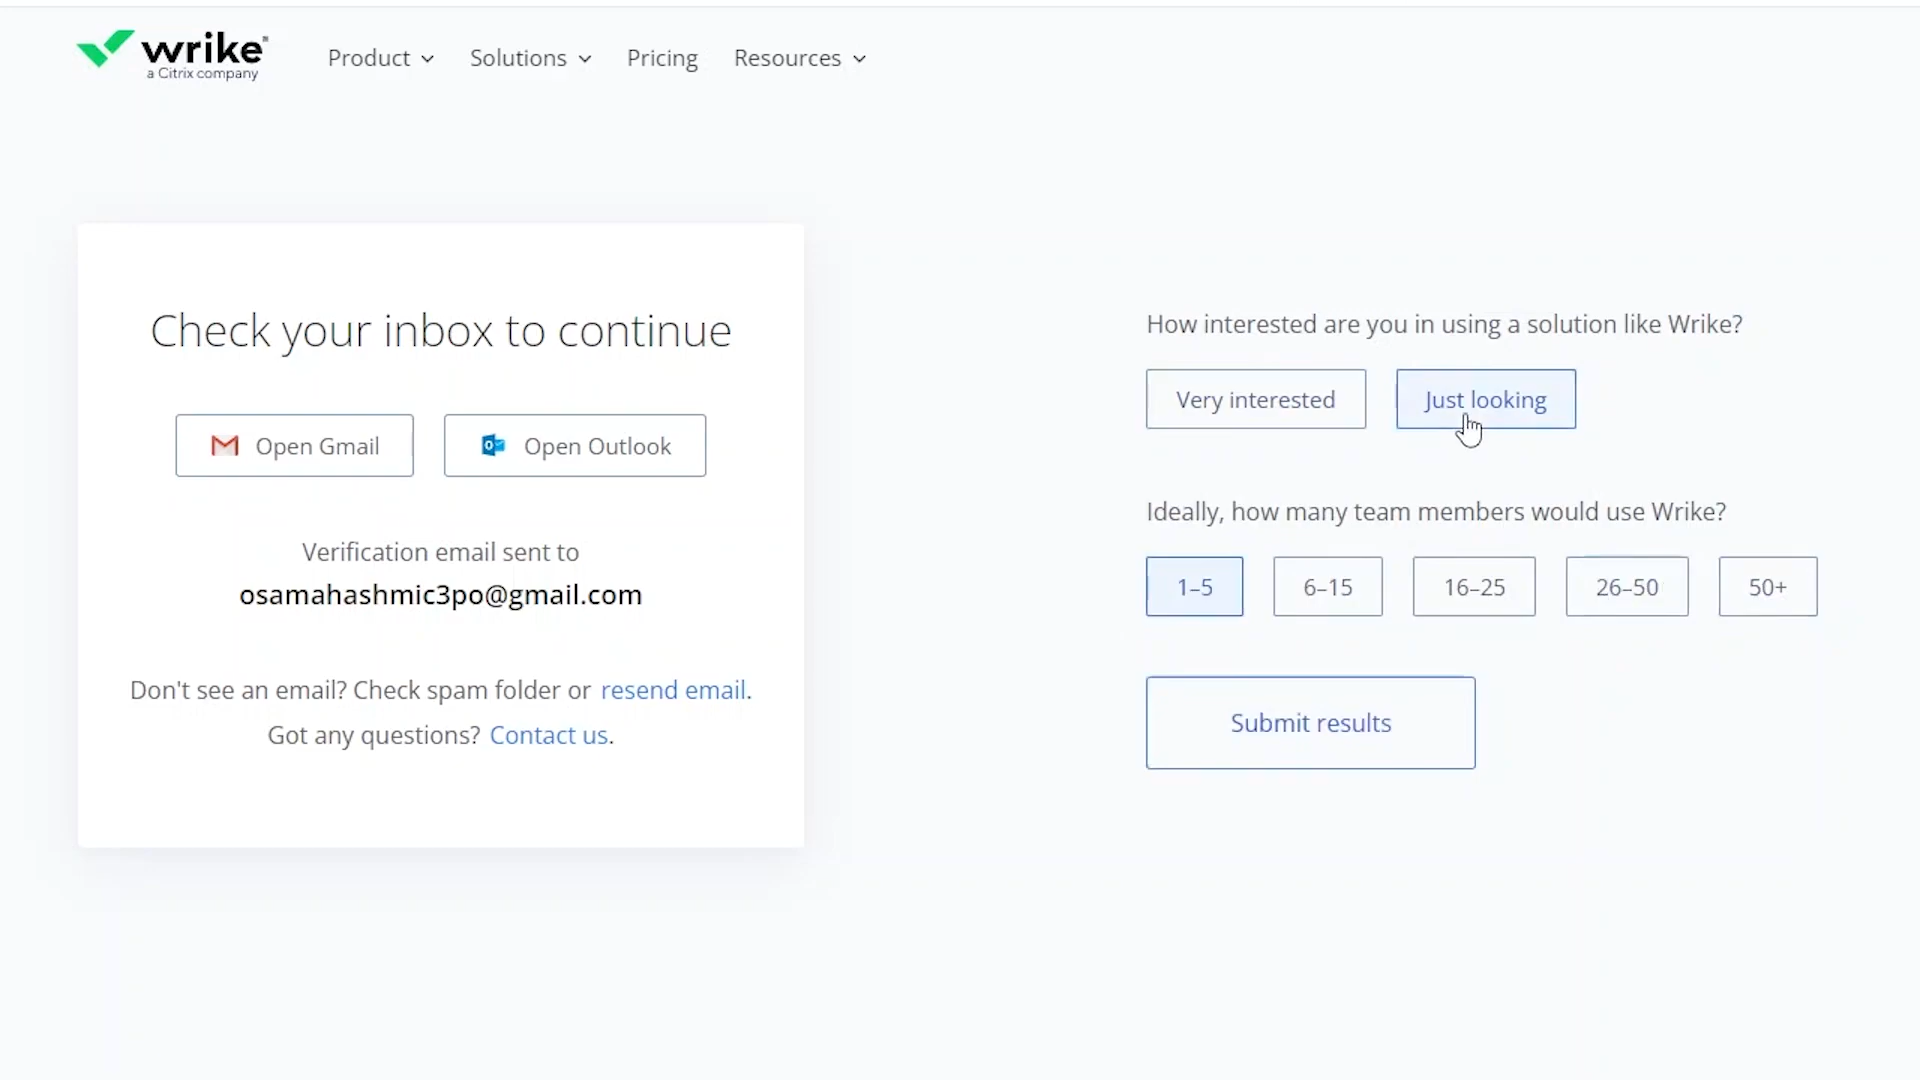 wrike®
a Citrix company
Product
Solutions
Pricing
Resources
Check your inbox to continue
Open Gmail
Open Outlook
Verification email sent to
osamahashmic3po@gmail.com
Don't see an email? Check spam folder or resend email.
Got any questions? Contact us.
How interested are you in using a solution like Wrike?
Very interested
Just looking
Ideally, how many team members would use Wrike?
1–5
6–15
16–25
26–50
50+
Submit results